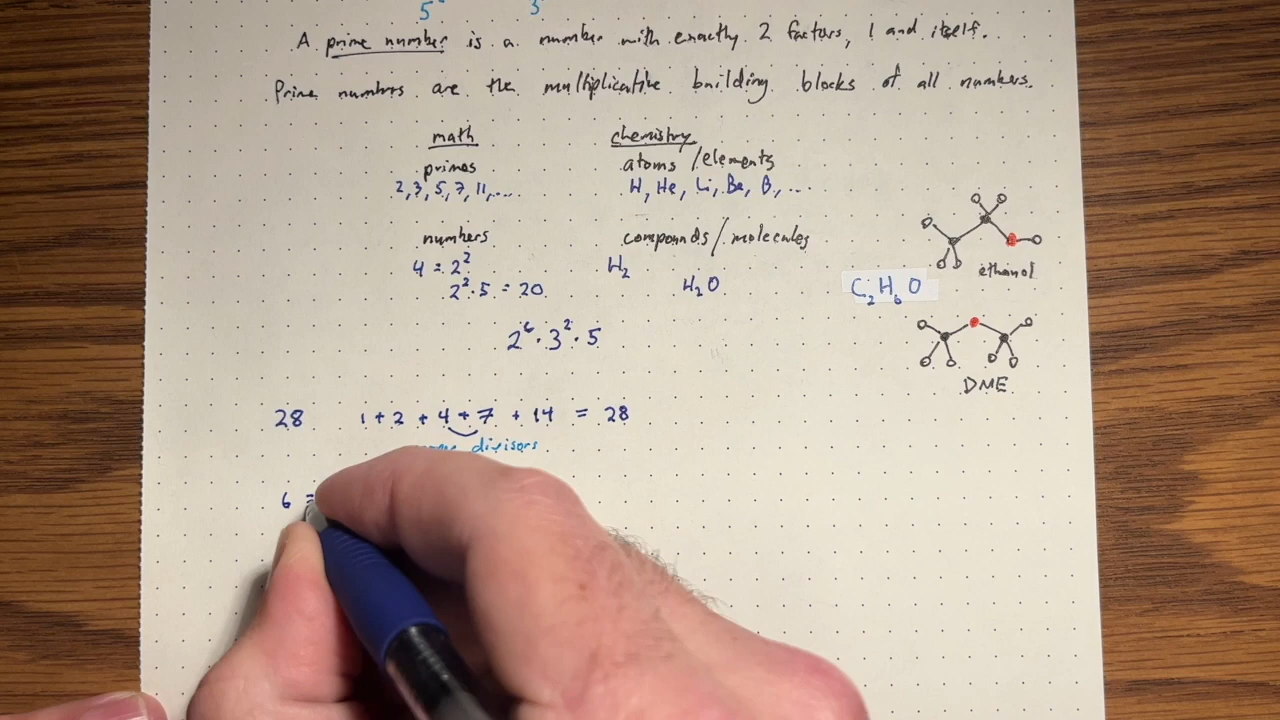 5 3
A prime number is a number with exactly 2 factors, 1 and itself.
Prime numbers are the multiplicative building blocks of all numbers.
math
primes
2, 3, 5, 7, 11, ...
numbers
4 = 2²
2²·5 = 20
2⁶·3²·5
chemistry
atoms/elements
H, He, Li, Be, B, ...
compounds/molecules
H₂
H₂O
C₂H₆O
ethanol
DME
28 1 + 2 + 4 + 7 + 14 = 28
divisors
6 =